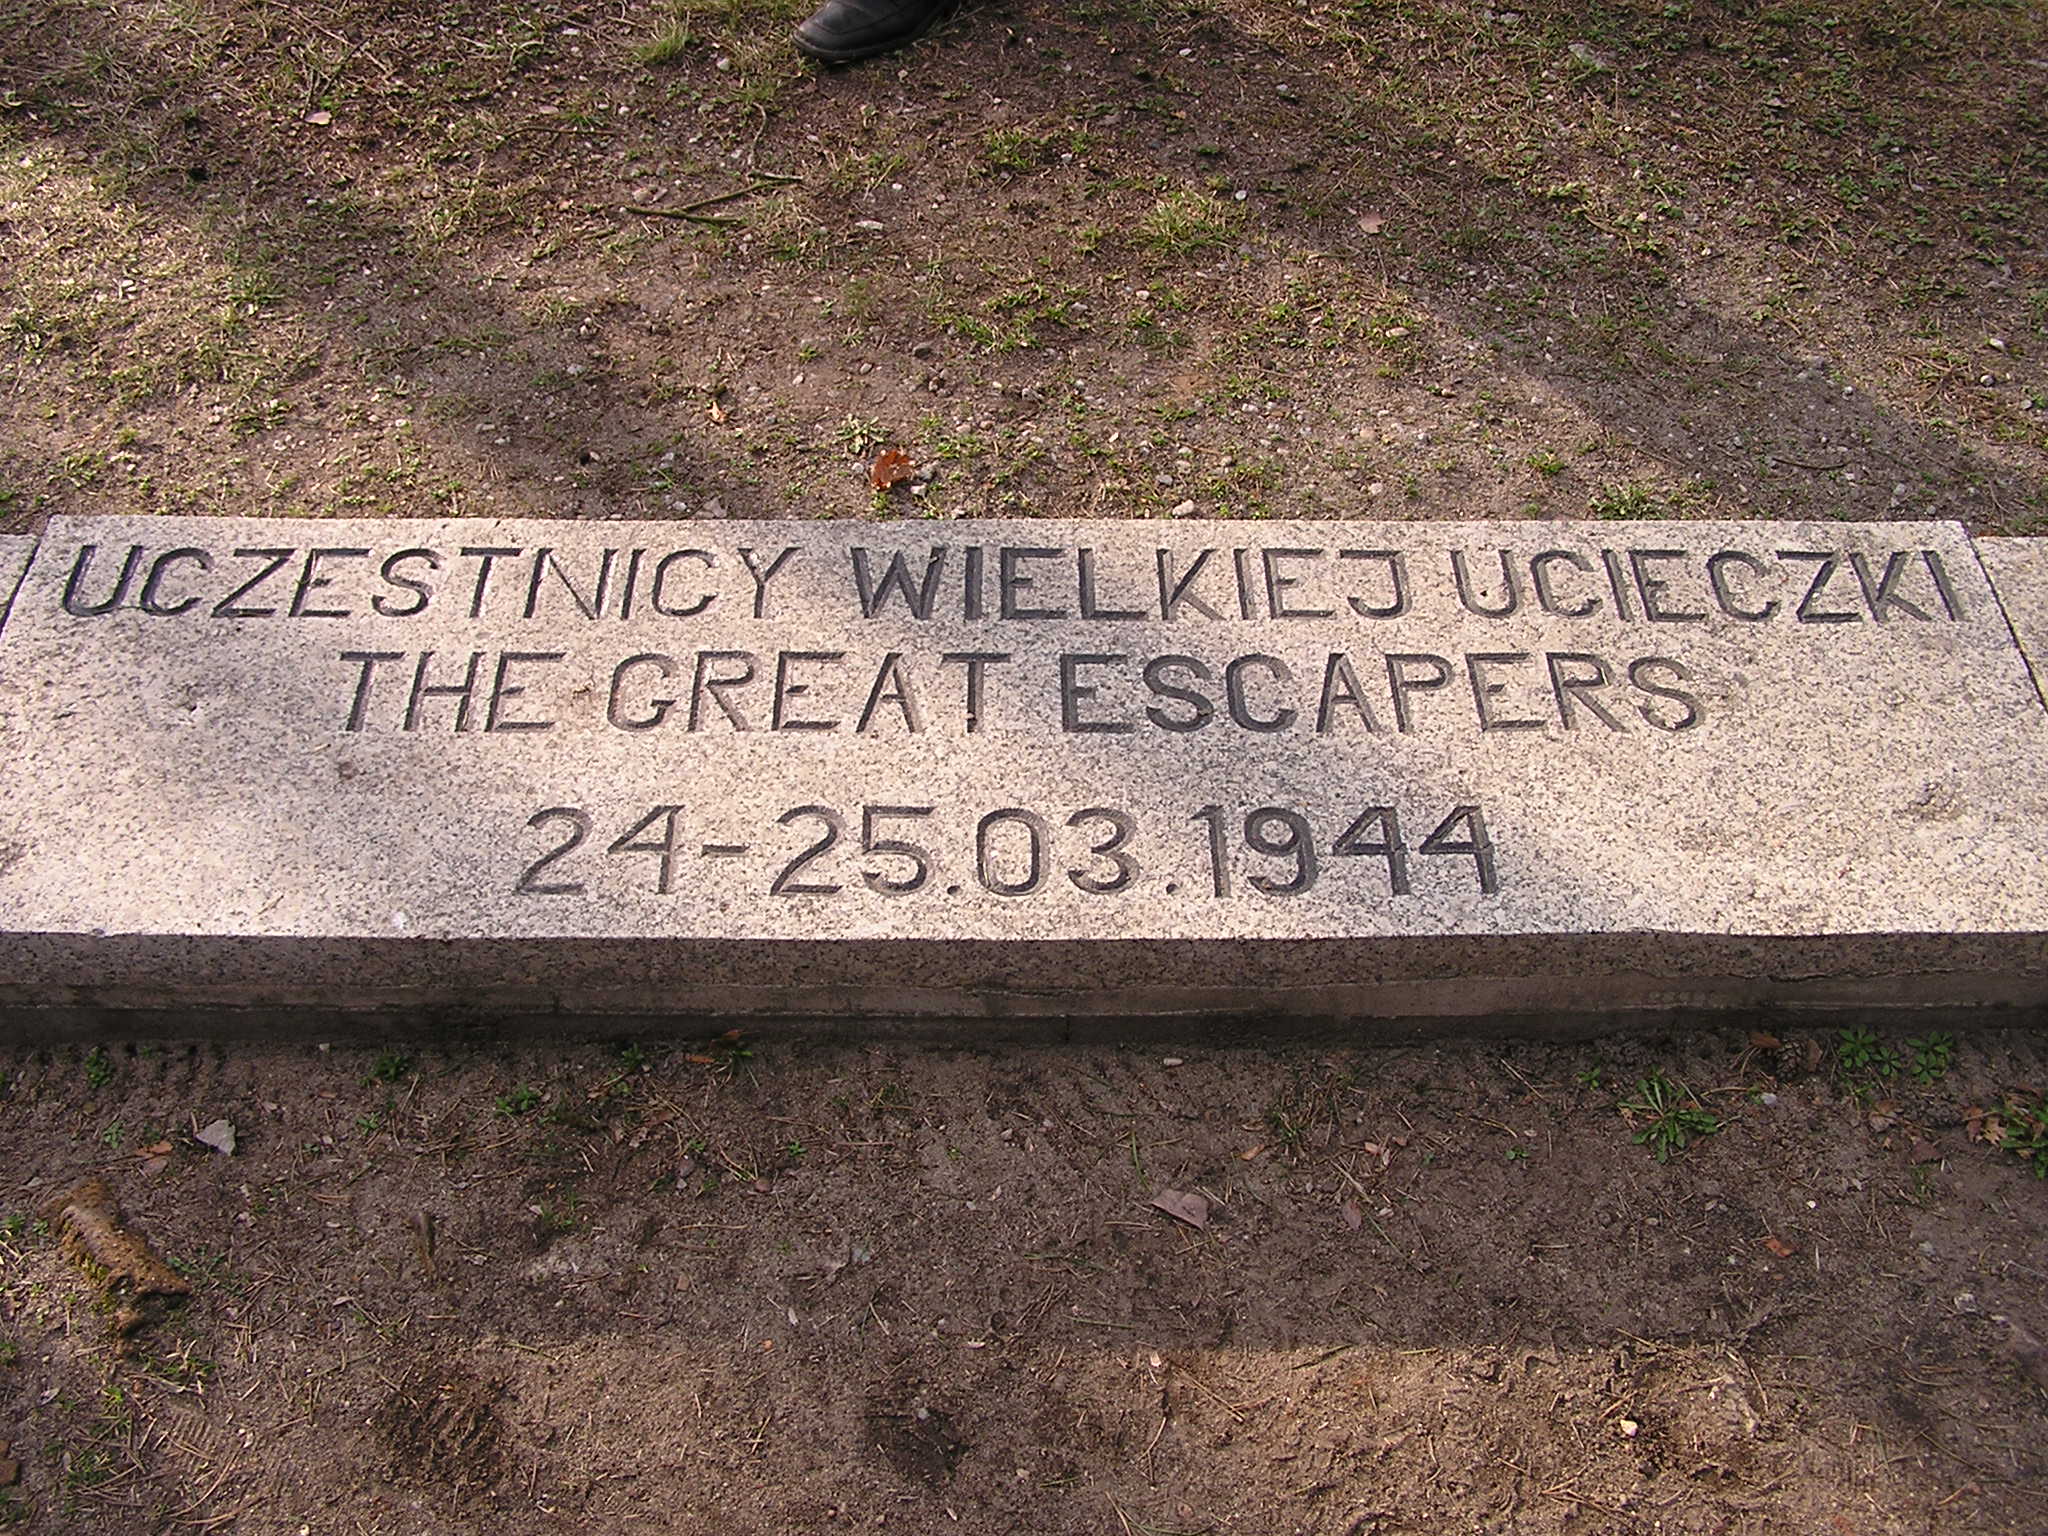 UCZESTNICY WIELKIEJ UCIECZKI
THE GREAT ESCAPERS
24-25.03.1944